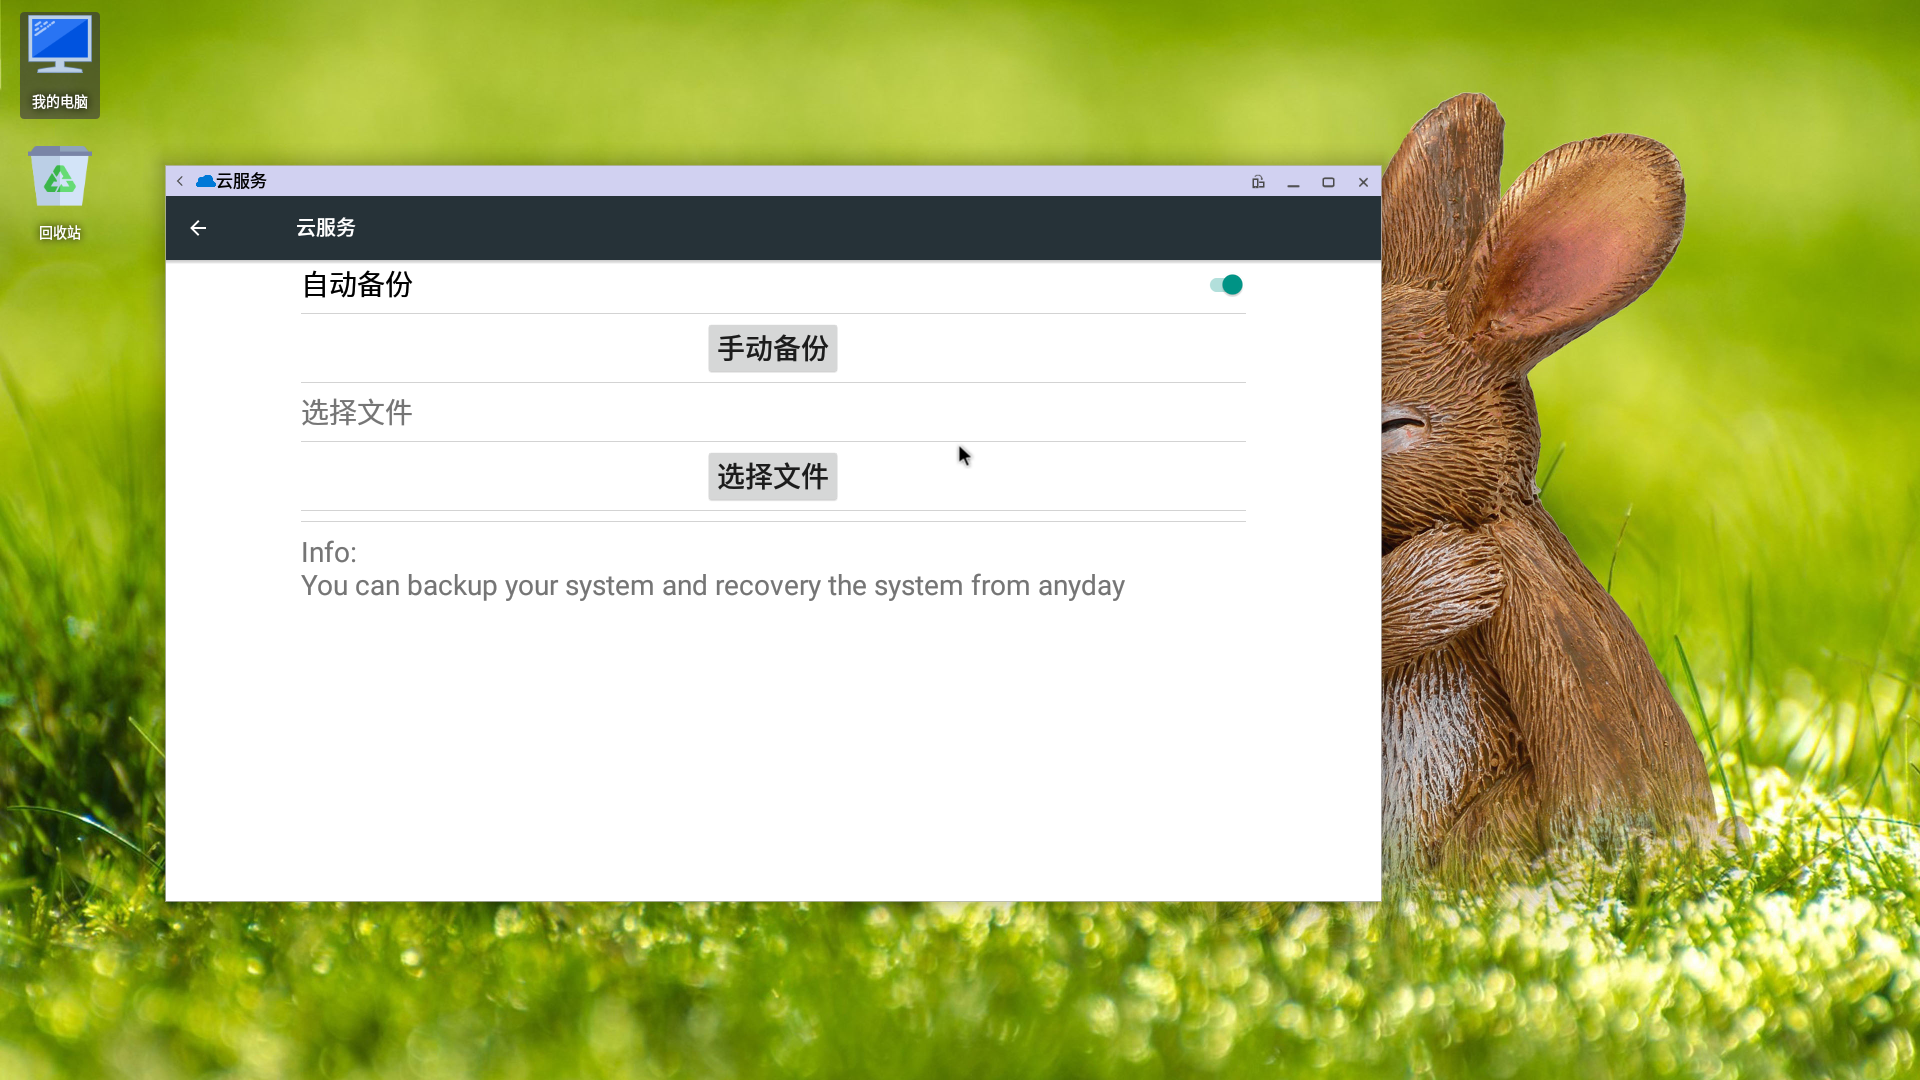 我的电脑
回收站
云服务
云服务
自动备份
手动备份
选择文件
选择文件
Info:
You can backup your system and recovery the system from anyday